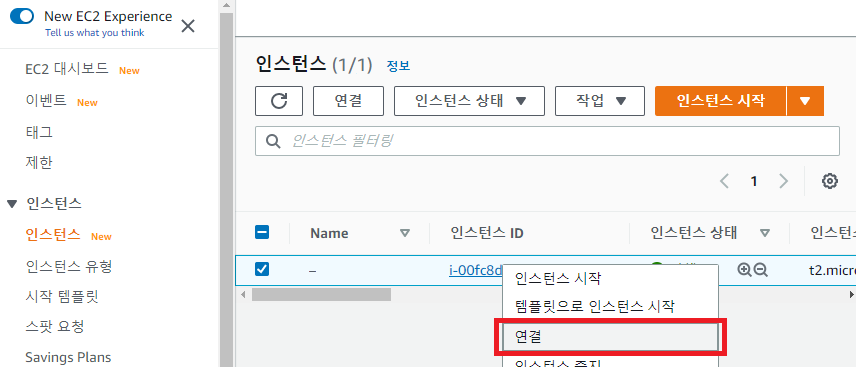 New EC2 Experience
Tell us what you think
EC2 대시보드 New
이벤트 New
태그
제한
인스턴스
인스턴스 New
인스턴스 유형
시작 템플릿
스팟 요청
Savings Plans
인스턴스 (1/1) 정보
연결 인스턴스 상태 작업 인스턴스 시작
인스턴스 필터링
1
Name 인스턴스 ID 인스턴스 상태 인스턴
– i-00fc8d t2.micro
인스턴스 시작
템플릿으로 인스턴스 시작
연결
인스턴스 중지